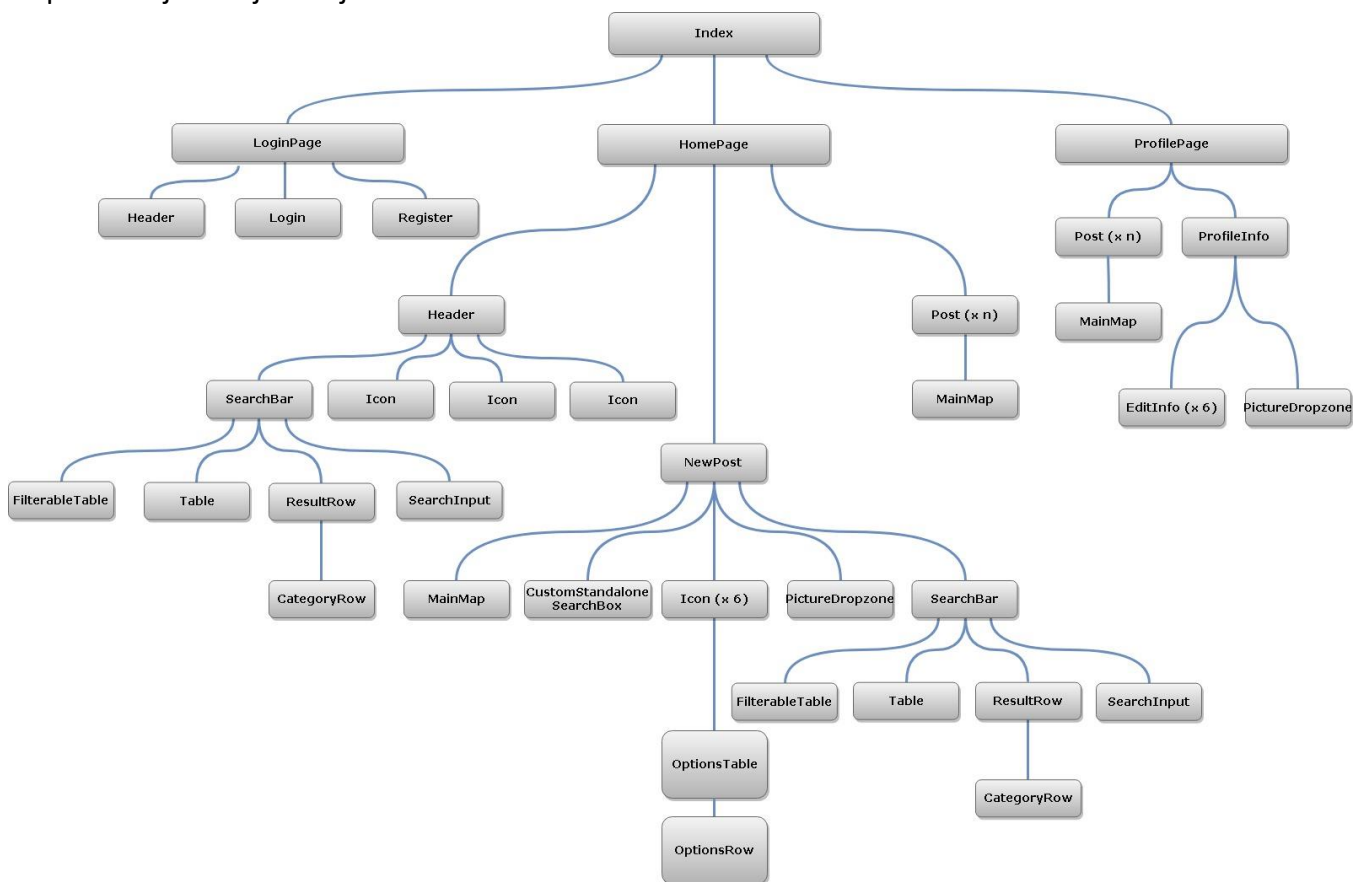 Index
LoginPage
HomePage
ProfilePage
Header
Login
Register
Post (x n)
ProfileInfo
Header
Post (x n)
MainMap
SearchBar
Icon
Icon
Icon
MainMap
EditInfo (x 6)
PictureDropzone
NewPost
FilterableTable
Table
ResultRow
SearchInput
CategoryRow
MainMap
CustomStandalone
SearchBox
Icon (x 6)
PictureDropzone
SearchBar
FilterableTable
Table
ResultRow
SearchInput
OptionsTable
CategoryRow
OptionsRow